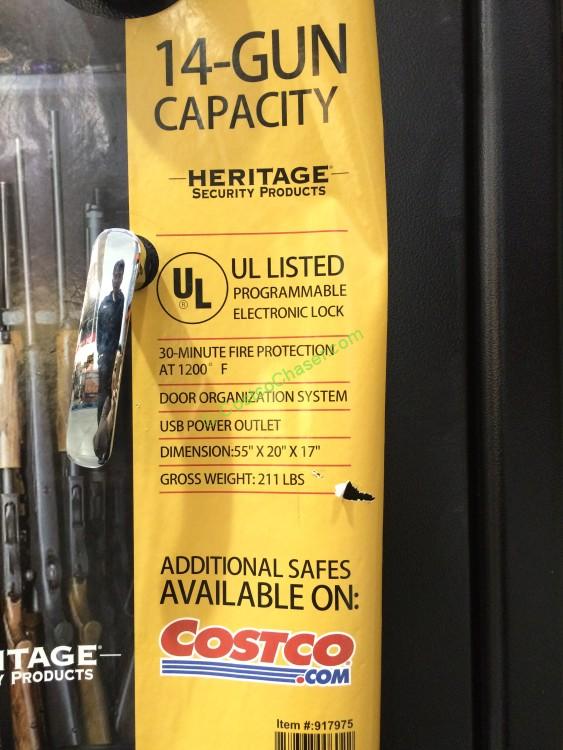 14-GUN
CAPACITY
HERITAGE
SECURITY PRODUCTS
UL
®
UL LISTED
PROGRAMMABLE
ELECTRONIC LOCK
30-MINUTE FIRE PROTECTION
AT 1200° F
DOOR ORGANIZATION SYSTEM
USB POWER OUTLET
DIMENSION:55" X 20" X 17"
GROSS WEIGHT: 211 LBS
CostcoChaser.com
ADDITIONAL SAFES
AVAILABLE ON:
COSTCO
.COM
ITAGE
Y PRODUCTS
Item #:917975